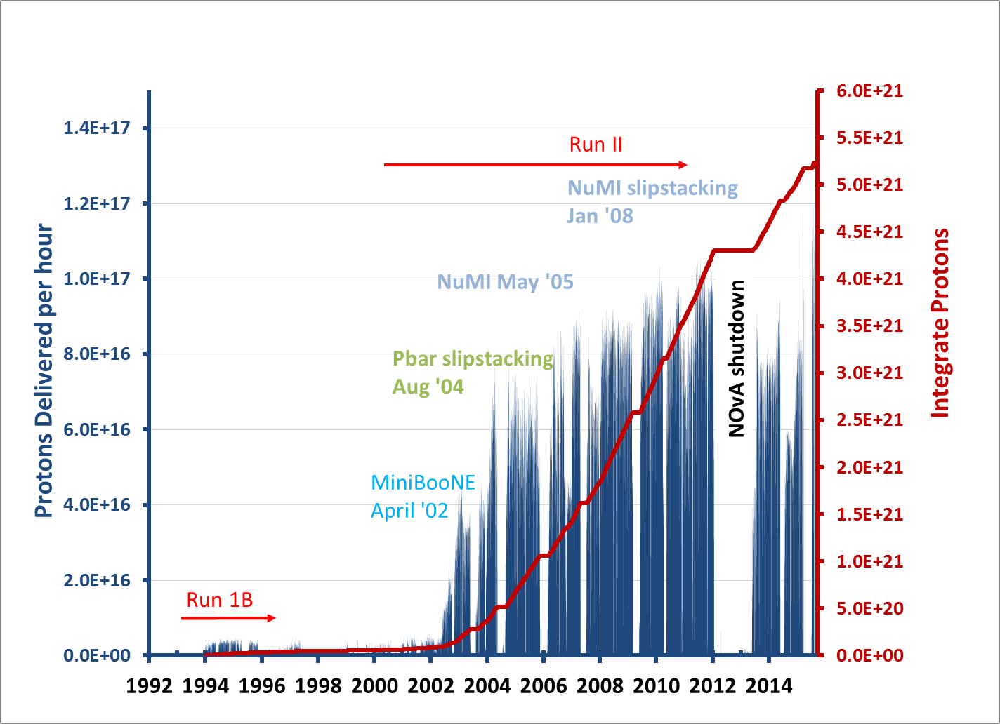 6.0E+21
1.4E+17
5.5E+21
Run II
5.0E+21
NuMI slipstacking
Jan '08
1.2E+17
4.5E+21
1.0E+17
NuMI May '05
4.0E+21
3.5E+21
8.0E+16
Pbar slipstacking
Aug '04
3.0E+21
NOvA shutdown
Protons Delivered per hour
Integrate Protons
6.0E+16
2.5E+21
2.0E+21
MiniBooNE
April '02
4.0E+16
1.5E+21
2.0E+16
1.0E+21
Run 1B
5.0E+20
0.0E+00
0.0E+00
1992 1994 1996 1998 2000 2002 2004 2006 2008 2010 2012 2014